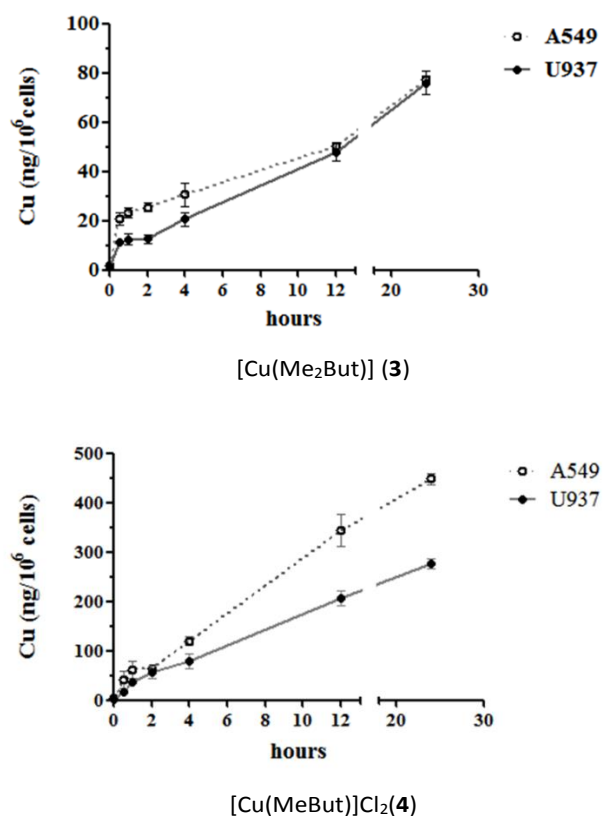 100
80
60
40
20
0
Cu (ng/10⁶ cells)
0 2 4 6 8 10 12 20 30
hours
A549
U937
[Cu(Me₂But)] (3)
500
400
300
200
100
0
Cu (ng/10⁶ cells)
0 2 4 6 8 10 12 20 30
hours
A549
U937
[Cu(MeBut)]Cl₂(4)